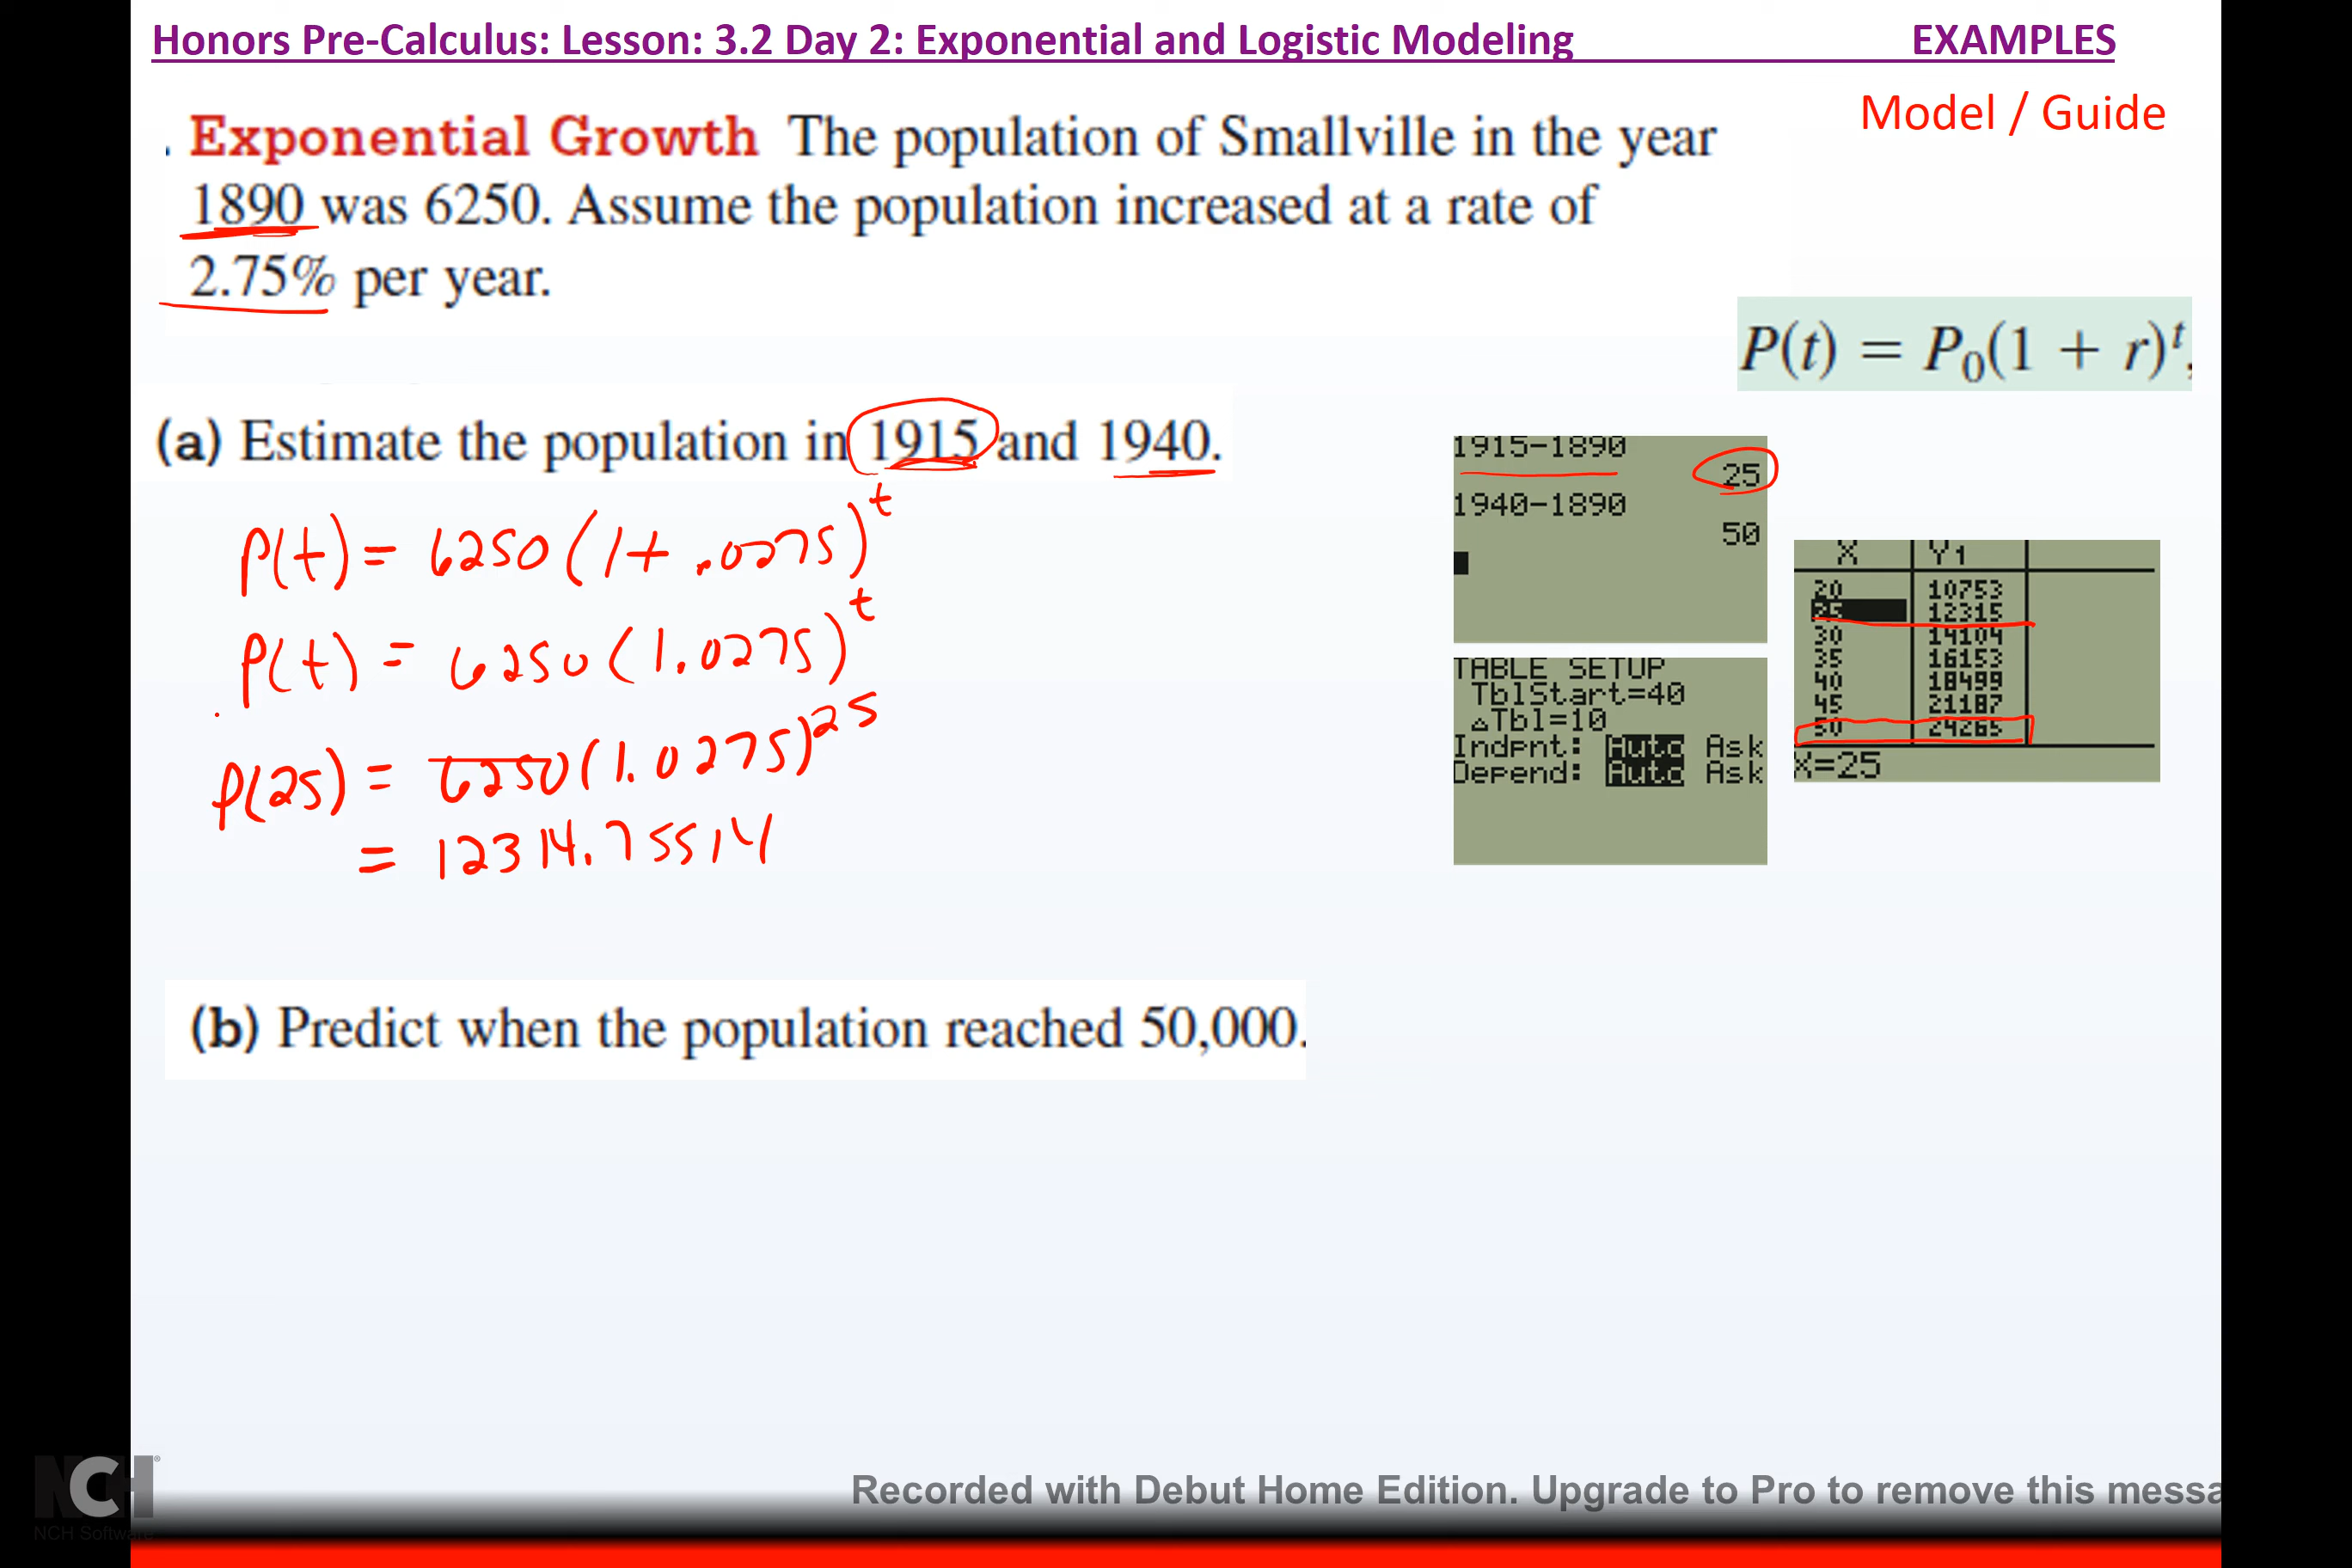 Honors Pre-Calculus: Lesson: 3.2 Day 2: Exponential and Logistic Modeling EXAMPLES
Model / Guide
. Exponential Growth The population of Smallville in the year
1890 was 6250. Assume the population increased at a rate of
2.75% per year.
P(t) = P₀(1 + r)ᵗ,
(a) Estimate the population in 1915 and 1940.
P(t) = 6250(1+.0275)ᵗ
P(t) = 6250(1.0275)ᵗ
P(25) = 6250(1.0275)²⁵
= 12314.75514
1915-1890
25
1940-1890
50
TABLE SETUP
TblStart=40
△Tbl=10
Indpnt: Auto Ask
Depend: Auto Ask
X Y₁
20 10753
25 12315
30 14104
35 16153
40 18499
45 21187
50 24265
X=25
(b) Predict when the population reached 50,000.
NCH®
NCH Software
Recorded with Debut Home Edition. Upgrade to Pro to remove this messa